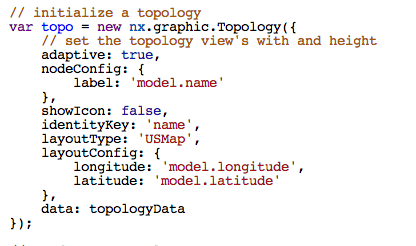 // initialize a topology
var topo = new nx.graphic.Topology({
    // set the topology view's with and height
    adaptive: true,
    nodeConfig: {
        label: 'model.name'
    },
    showIcon: false,
    identityKey: 'name',
    layoutType: 'USMap',
    layoutConfig: {
        longitude: 'model.longitude',
        latitude: 'model.latitude'
    },
    data: topologyData
});